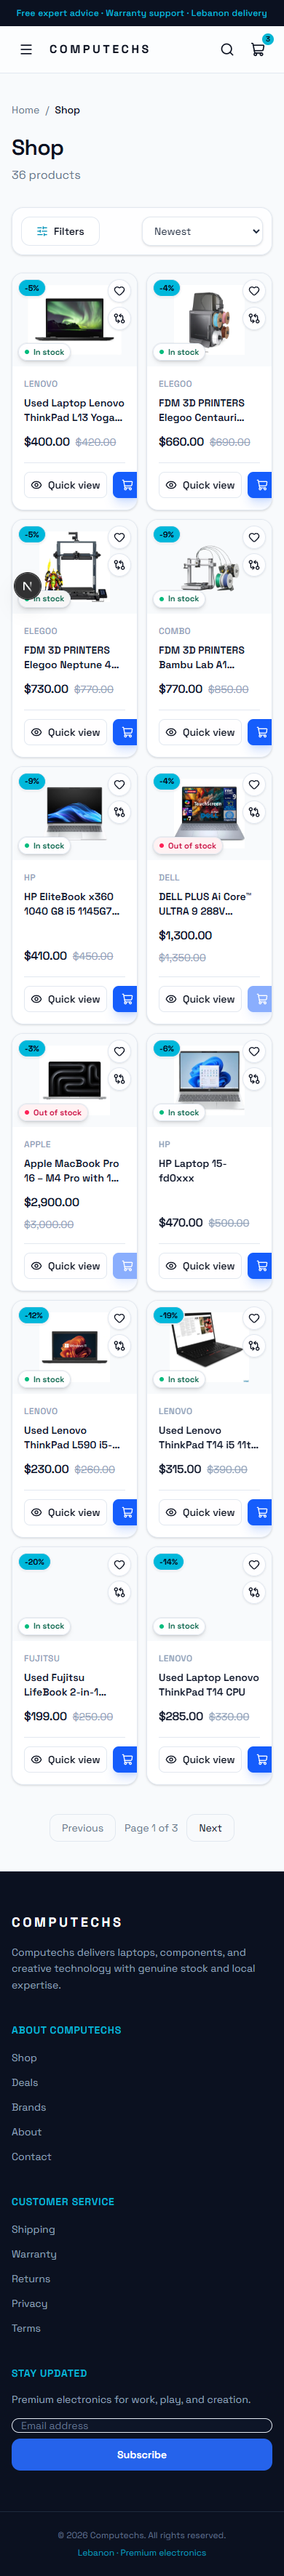 Free expert advice · Warranty support · Lebanon delivery
COMPUTECHS
3
Home / Shop
Shop
36 products
Filters
Newest
-5%
In stock
LENOVO
Used Laptop Lenovo
ThinkPad L13 Yoga...
$400.00 $420.00
Quick view
-4%
In stock
ELEGOO
FDM 3D PRINTERS
Elegoo Centauri...
$660.00 $690.00
Quick view
-5%
N
In stock
ELEGOO
FDM 3D PRINTERS
Elegoo Neptune 4...
$730.00 $770.00
Quick view
-9%
In stock
COMBO
FDM 3D PRINTERS
Bambu Lab A1...
$770.00 $850.00
Quick view
-9%
In stock
HP
HP EliteBook x360
1040 G8 i5 1145G7...
$410.00 $450.00
Quick view
-4%
Out of stock
DELL
DELL PLUS Ai Core™
ULTRA 9 288V...
$1,300.00
$1,350.00
Quick view
-3%
Out of stock
APPLE
Apple MacBook Pro
16 – M4 Pro with 1...
$2,900.00
$3,000.00
Quick view
-6%
In stock
HP
HP Laptop 15-
fd0xxx
$470.00 $500.00
Quick view
-12%
In stock
LENOVO
Used Lenovo
ThinkPad L590 i5-...
$230.00 $260.00
Quick view
-19%
In stock
LENOVO
Used Lenovo
ThinkPad T14 i5 11t...
$315.00 $390.00
Quick view
-20%
In stock
FUJITSU
Used Fujitsu
LifeBook 2-in-1...
$199.00 $250.00
Quick view
-14%
In stock
LENOVO
Used Laptop Lenovo
ThinkPad T14 CPU
$285.00 $330.00
Quick view
Previous
Page 1 of 3
Next
COMPUTECHS
Computechs delivers laptops, components, and
creative technology with genuine stock and local
expertise.
ABOUT COMPUTECHS
Shop
Deals
Brands
About
Contact
CUSTOMER SERVICE
Shipping
Warranty
Returns
Privacy
Terms
STAY UPDATED
Premium electronics for work, play, and creation.
Email address
Subscribe
© 2026 Computechs. All rights reserved.
Lebanon · Premium electronics